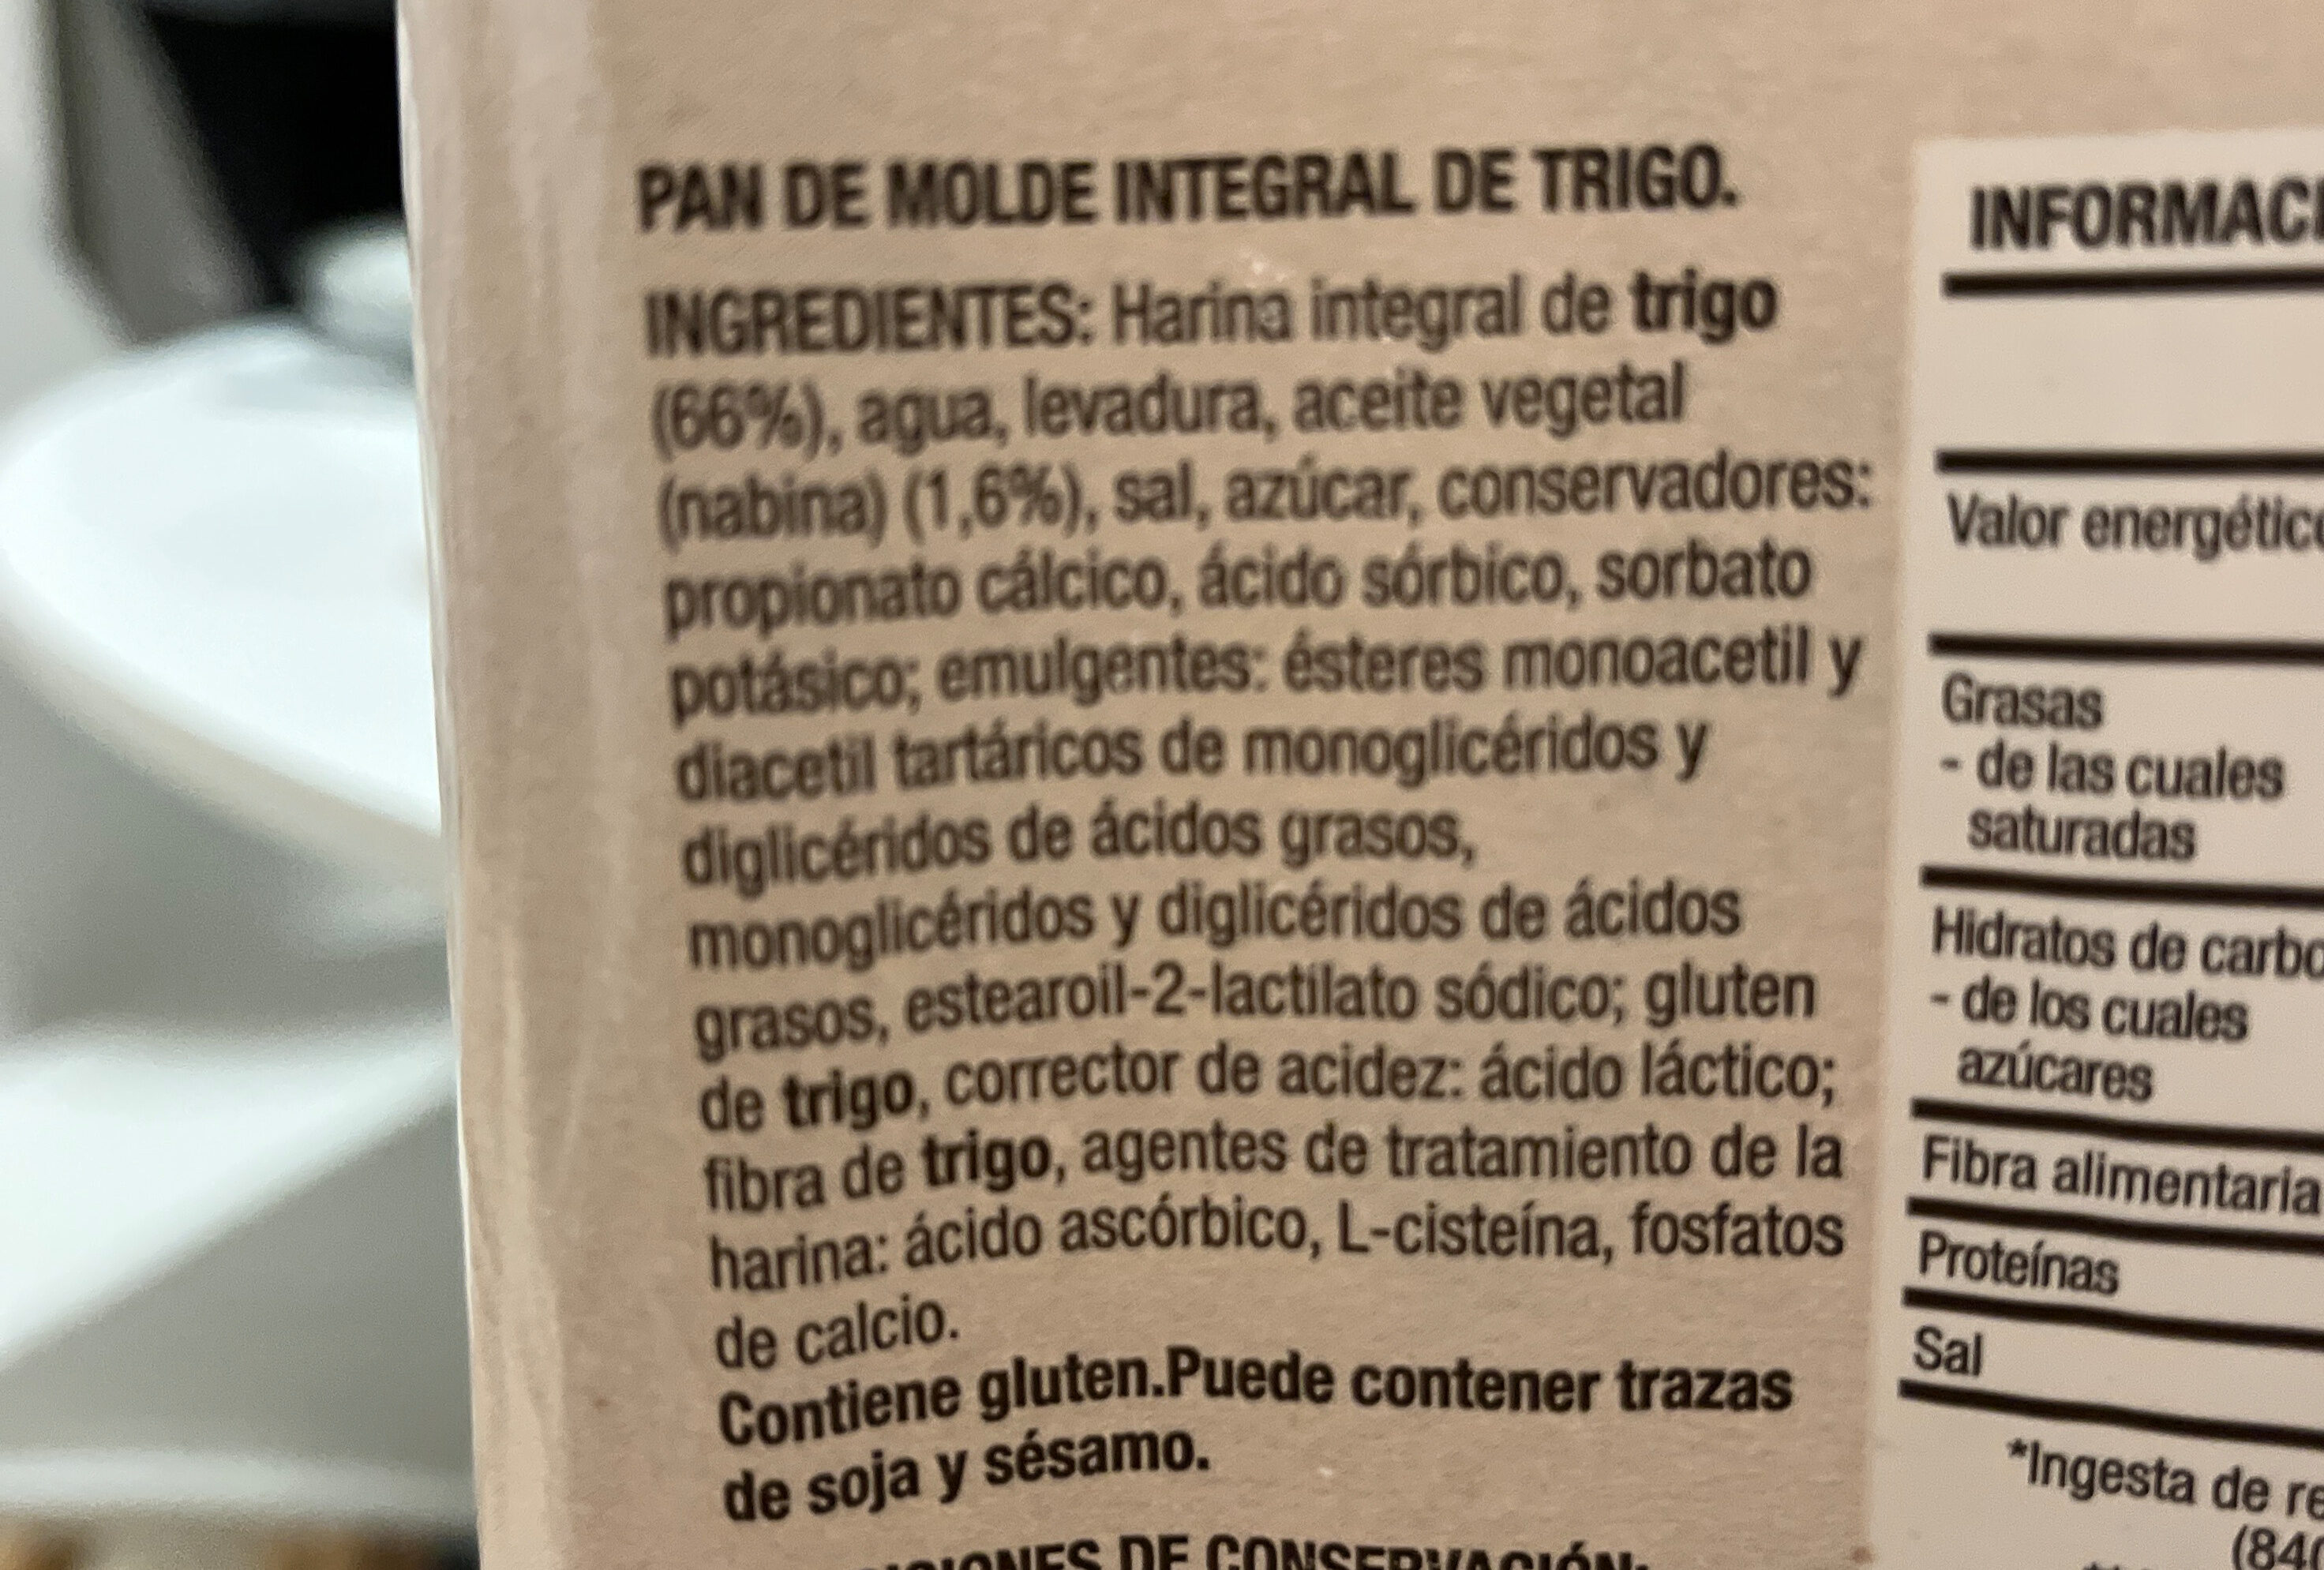 PAN DE MOLDE INTEGRAL DE TRIGO.
INGREDIENTES: Harina integral de trigo
(66%), agua, levadura, aceite vegetal
(nabina) (1,6%), sal, azúcar, conservadores:
propionato cálcico, ácido sórbico, sorbato
potásico; emulgentes: ésteres monoacetil y
diacetil tartáricos de monoglicéridos y
diglicéridos de ácidos grasos,
monoglicéridos y diglicéridos de ácidos
grasos, estearoil-2-lactilato sódico; gluten
de trigo, corrector de acidez: ácido láctico;
fibra de trigo, agentes de tratamiento de la
harina: ácido ascórbico, L-cisteína, fosfatos
de calcio.
Contiene gluten.Puede contener trazas
de soja y sésamo.
DE CONSERVACIÓN:
INFORMACI
Valor energétic
Grasas
- de las cuales
saturadas
Hidratos de carbo
- de los cuales
azúcares
Fibra alimentaria
Proteínas
Sal
*Ingesta de re
(840